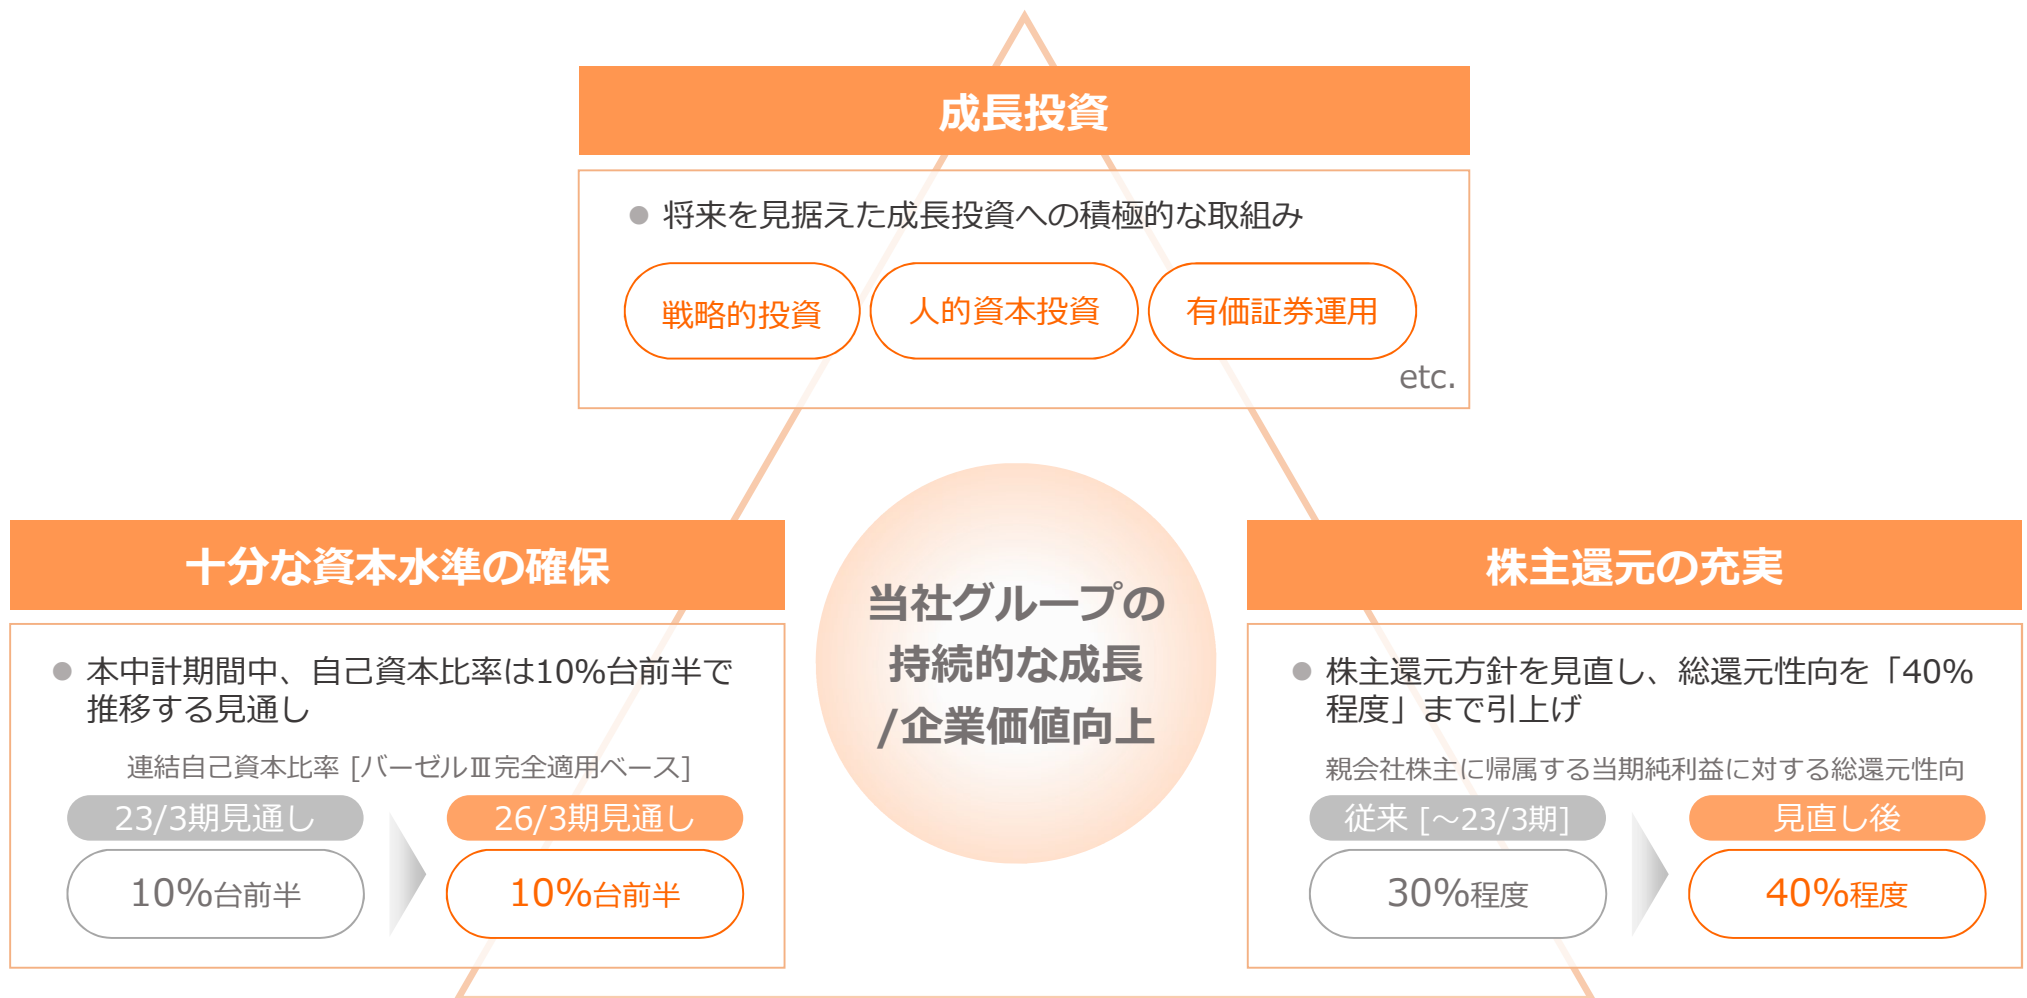 成長投資
● 将来を見据えた成長投資への積極的な取組み
戦略的投資
人的資本投資
有価証券運用
etc.
十分な資本水準の確保
● 本中計期間中、自己資本比率は10%台前半で
推移する見通し
連結自己資本比率 [バーゼルⅢ完全適用ベース]
23/3期見通し
26/3期見通し
10%台前半
10%台前半
当社グループの
持続的な成長
/企業価値向上
株主還元の充実
● 株主還元方針を見直し、総還元性向を「40%
程度」まで引上げ
親会社株主に帰属する当期純利益に対する総還元性向
従来 [～23/3期]
見直し後
30%程度
40%程度